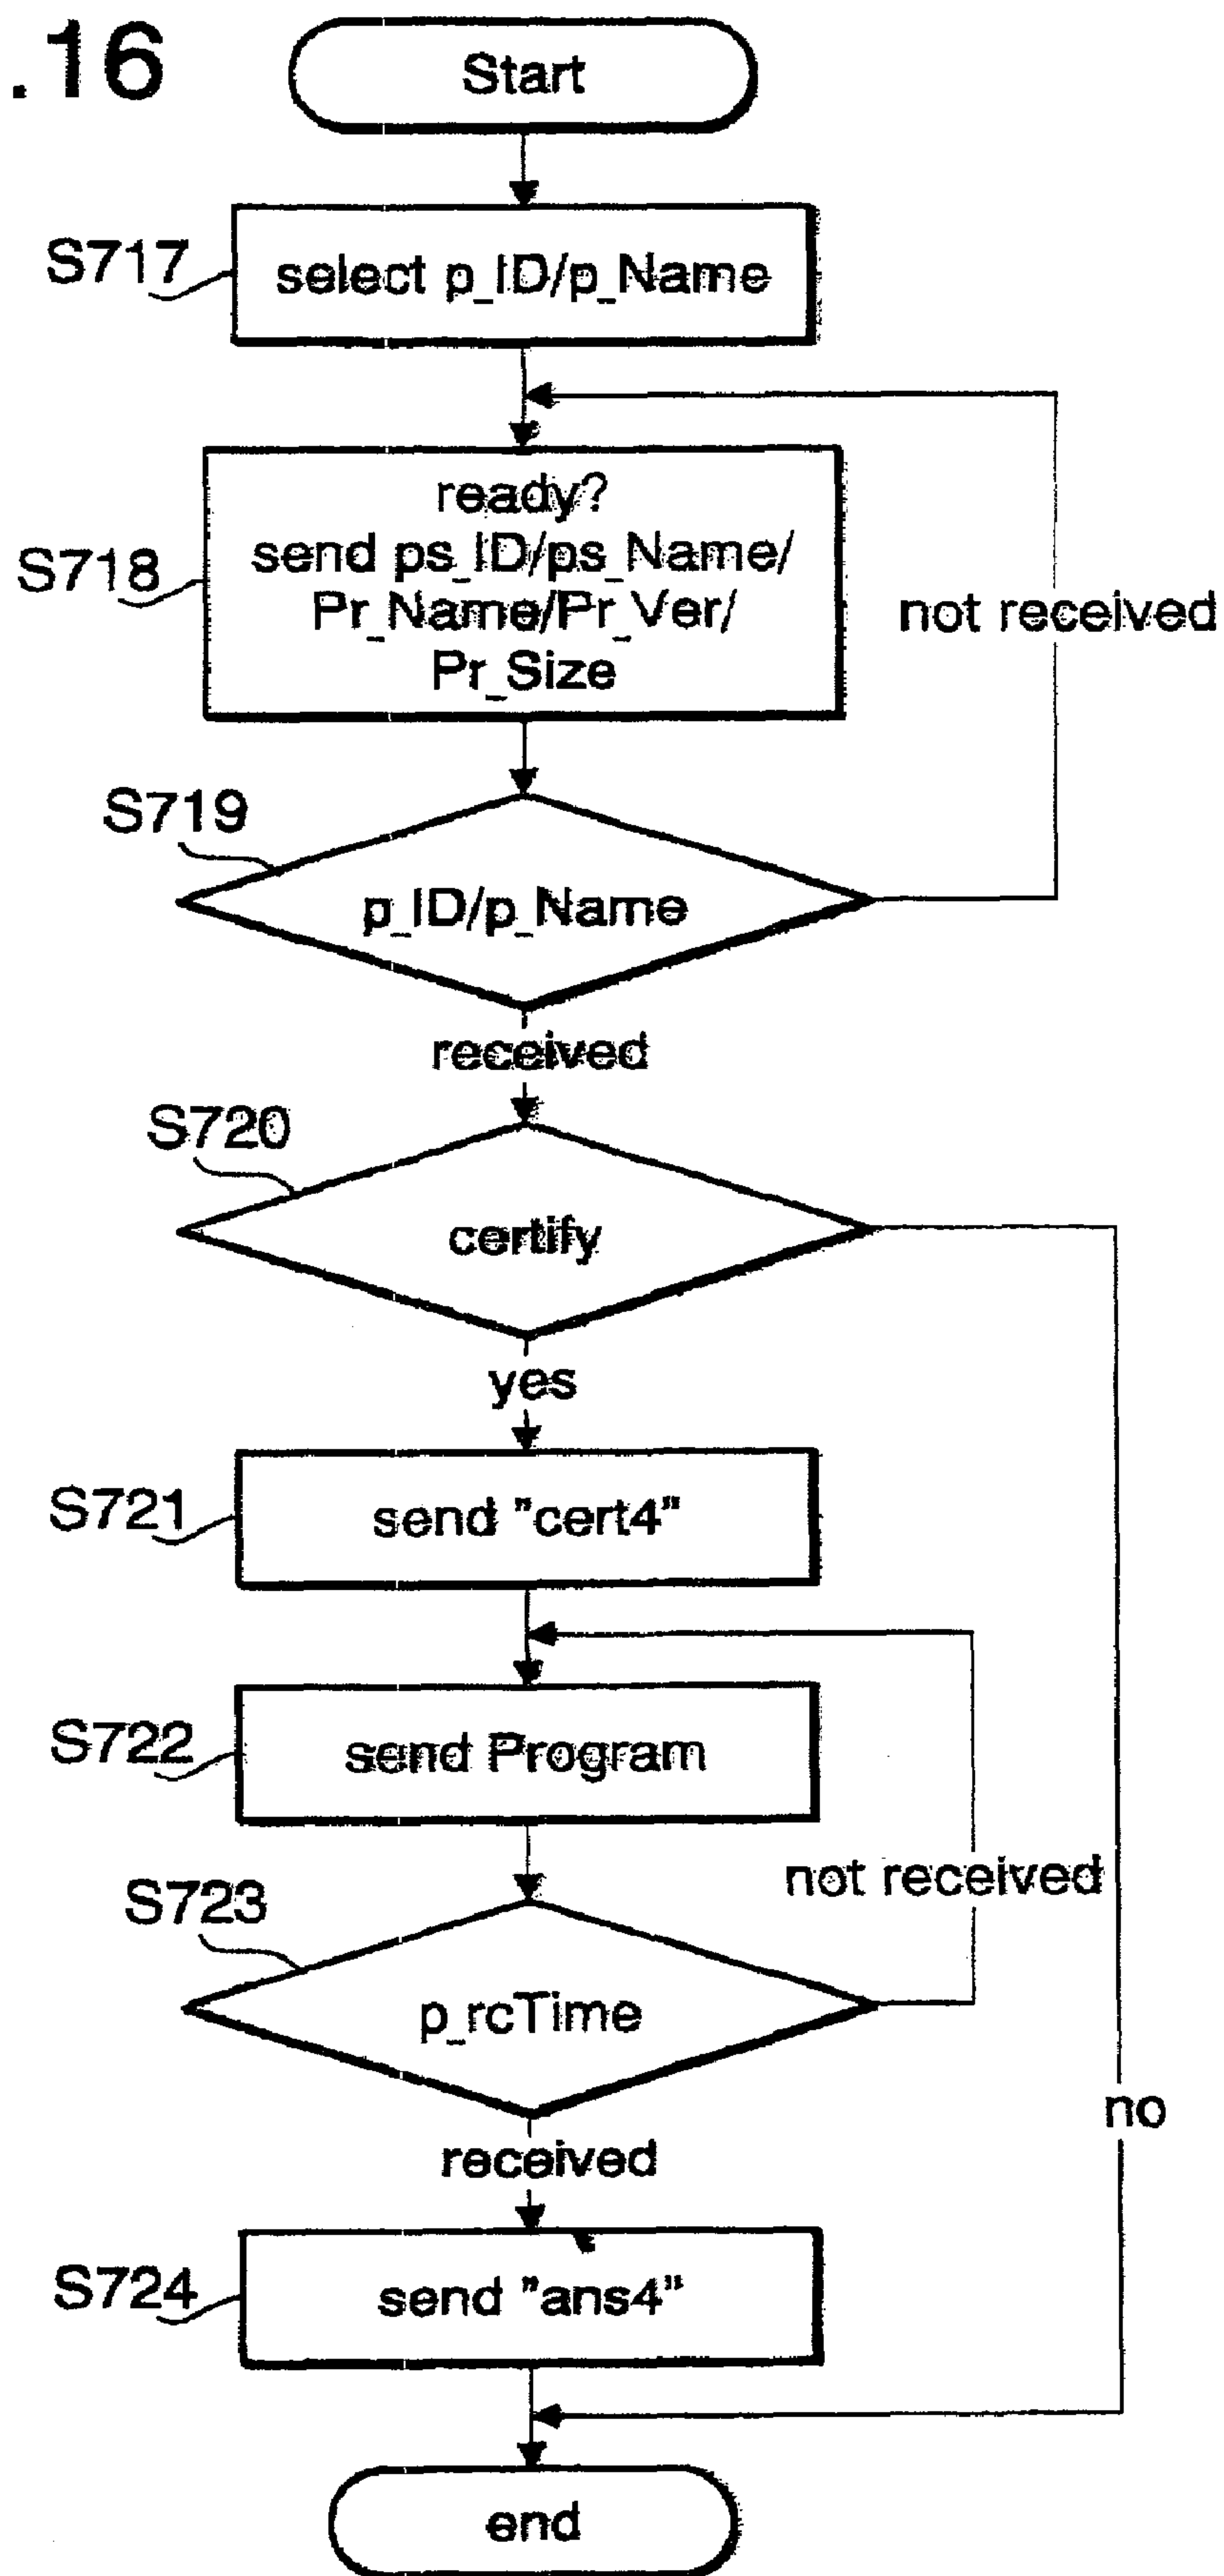 .16
Start
S717
select p_ID/p_Name
S718
ready?
send ps_ID/ps_Name/
Pr_Name/Pr_Ver/
Pr_Size
not received
S719
p_ID/p_Name
received
S720
certify
yes
S721
send "cert4"
S722
send Program
not received
S723
p_rcTime
no
received
S724
send "ans4"
end